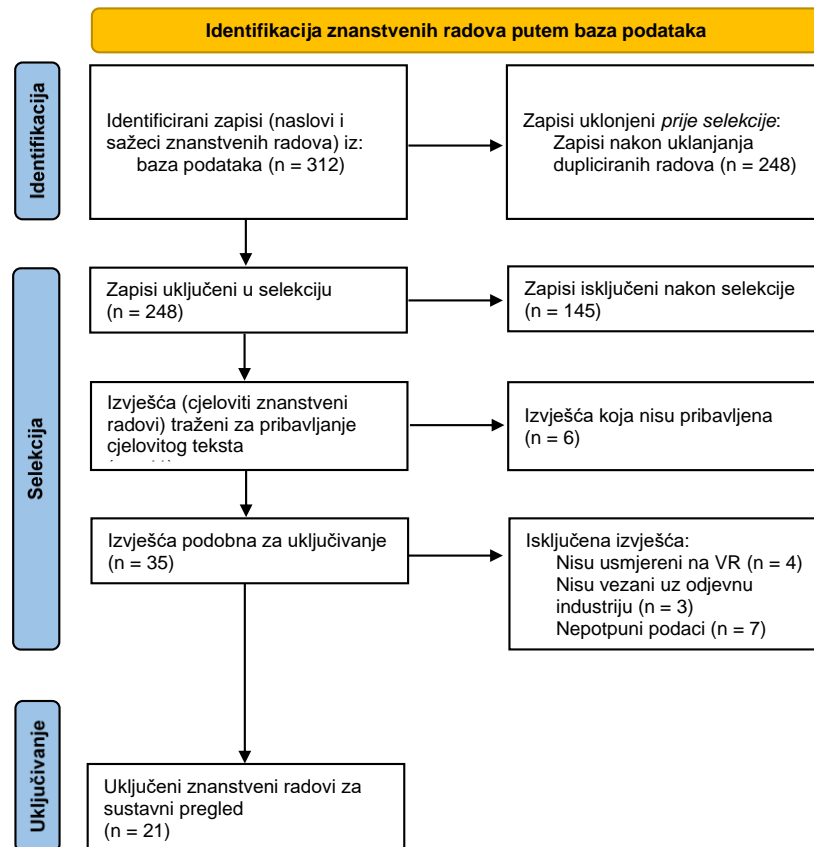 Identifikacija znanstvenih radova putem baza podataka
Identifikacija
Identificirani zapisi (naslovi i
sažeci znanstvenih radova) iz:
baza podataka (n = 312)
Zapisi uklonjeni prije selekcije:
Zapisi nakon uklanjanja
dupliciranih radova (n = 248)
Selekcija
Zapisi uključeni u selekciju
(n = 248)
Zapisi isključeni nakon selekcije
(n = 145)
Izvješća (cjeloviti znanstveni
radovi) traženi za pribavljanje
cjelovitog teksta
Izvješća koja nisu pribavljena
(n = 6)
Izvješća podobna za uključivanje
(n = 35)
Isključena izvješća:
Nisu usmjereni na VR (n = 4)
Nisu vezani uz odjevnu
industriju (n = 3)
Nepotpuni podaci (n = 7)
Uključivanje
Uključeni znanstveni radovi za
sustavni pregled
(n = 21)